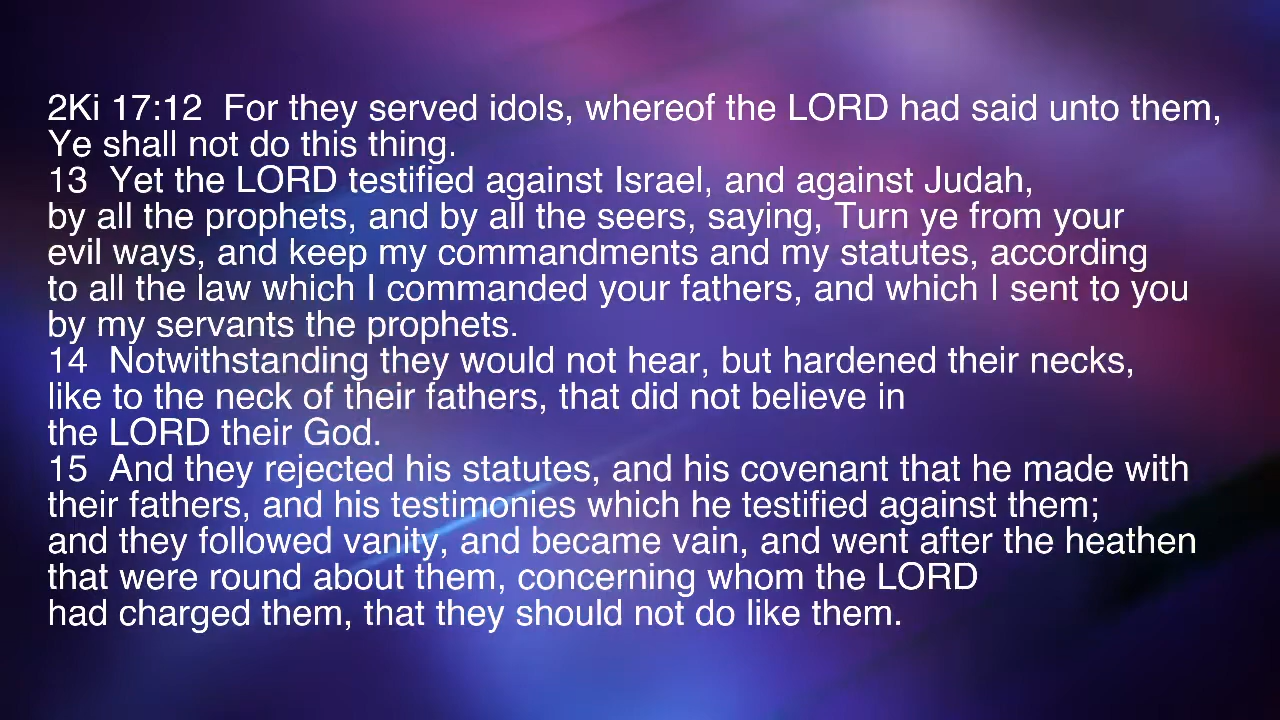 2Ki 17:12  For they served idols, whereof the LORD had said unto them,
Ye shall not do this thing.
13  Yet the LORD testified against Israel, and against Judah,
by all the prophets, and by all the seers, saying, Turn ye from your
evil ways, and keep my commandments and my statutes, according
to all the law which I commanded your fathers, and which I sent to you
by my servants the prophets.
14  Notwithstanding they would not hear, but hardened their necks,
like to the neck of their fathers, that did not believe in
the LORD their God.
15  And they rejected his statutes, and his covenant that he made with
their fathers, and his testimonies which he testified against them;
and they followed vanity, and became vain, and went after the heathen
that were round about them, concerning whom the LORD
had charged them, that they should not do like them.